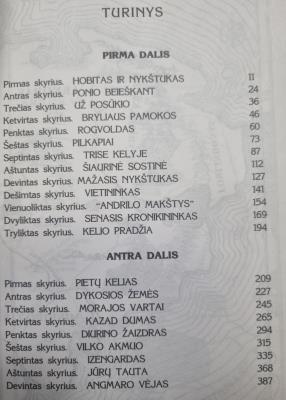 TURINYS
PIRMA DALIS
Pirmas skyrius. HOBITAS IR NYKŠTUKAS 11
Antras skyrius. PONIO BEIEŠKANT 24
Trečias skyrius. UŽ POSŪKIO 36
Ketvirtas skyrius. BRYLIAUS PAMOKOS 46
Penktas skyrius. ROGVOLDAS 60
Šeštas skyrius. PILKAPIAI 73
Septintas skyrius. TRISE KELYJE 87
Aštuntas skyrius. ŠIAURINĖ SOSTINĖ 112
Devintas skyrius. MAŽASIS NYKŠTUKAS 127
Dešimtas skyrius. VIETININKAS 141
Vienuoliktas skyrius. "ANDRILO MAKŠTYS" 154
Dvyliktas skyrius. SENASIS KRONIKININKAS 169
Tryliktas skyrius. KELIO PRADŽIA 194
ANTRA DALIS
Pirmas skyrius. PIETŲ KELIAS 209
Antras skyrius. DYKOSIOS ŽEMĖS 227
Trečias skyrius. MORAJOS VARTAI 245
Ketvirtas skyrius. KAZAD DUMAS 265
Penktas skyrius. DIURINO ŽAIZDRAS 294
Šeštas skyrius. VILKO AKMUO 315
Septintas skyrius. IZENGARDAS 335
Aštuntas skyrius. JŪRŲ TAUTA 368
Devintas skyrius. ANGMARO VĖJAS 387